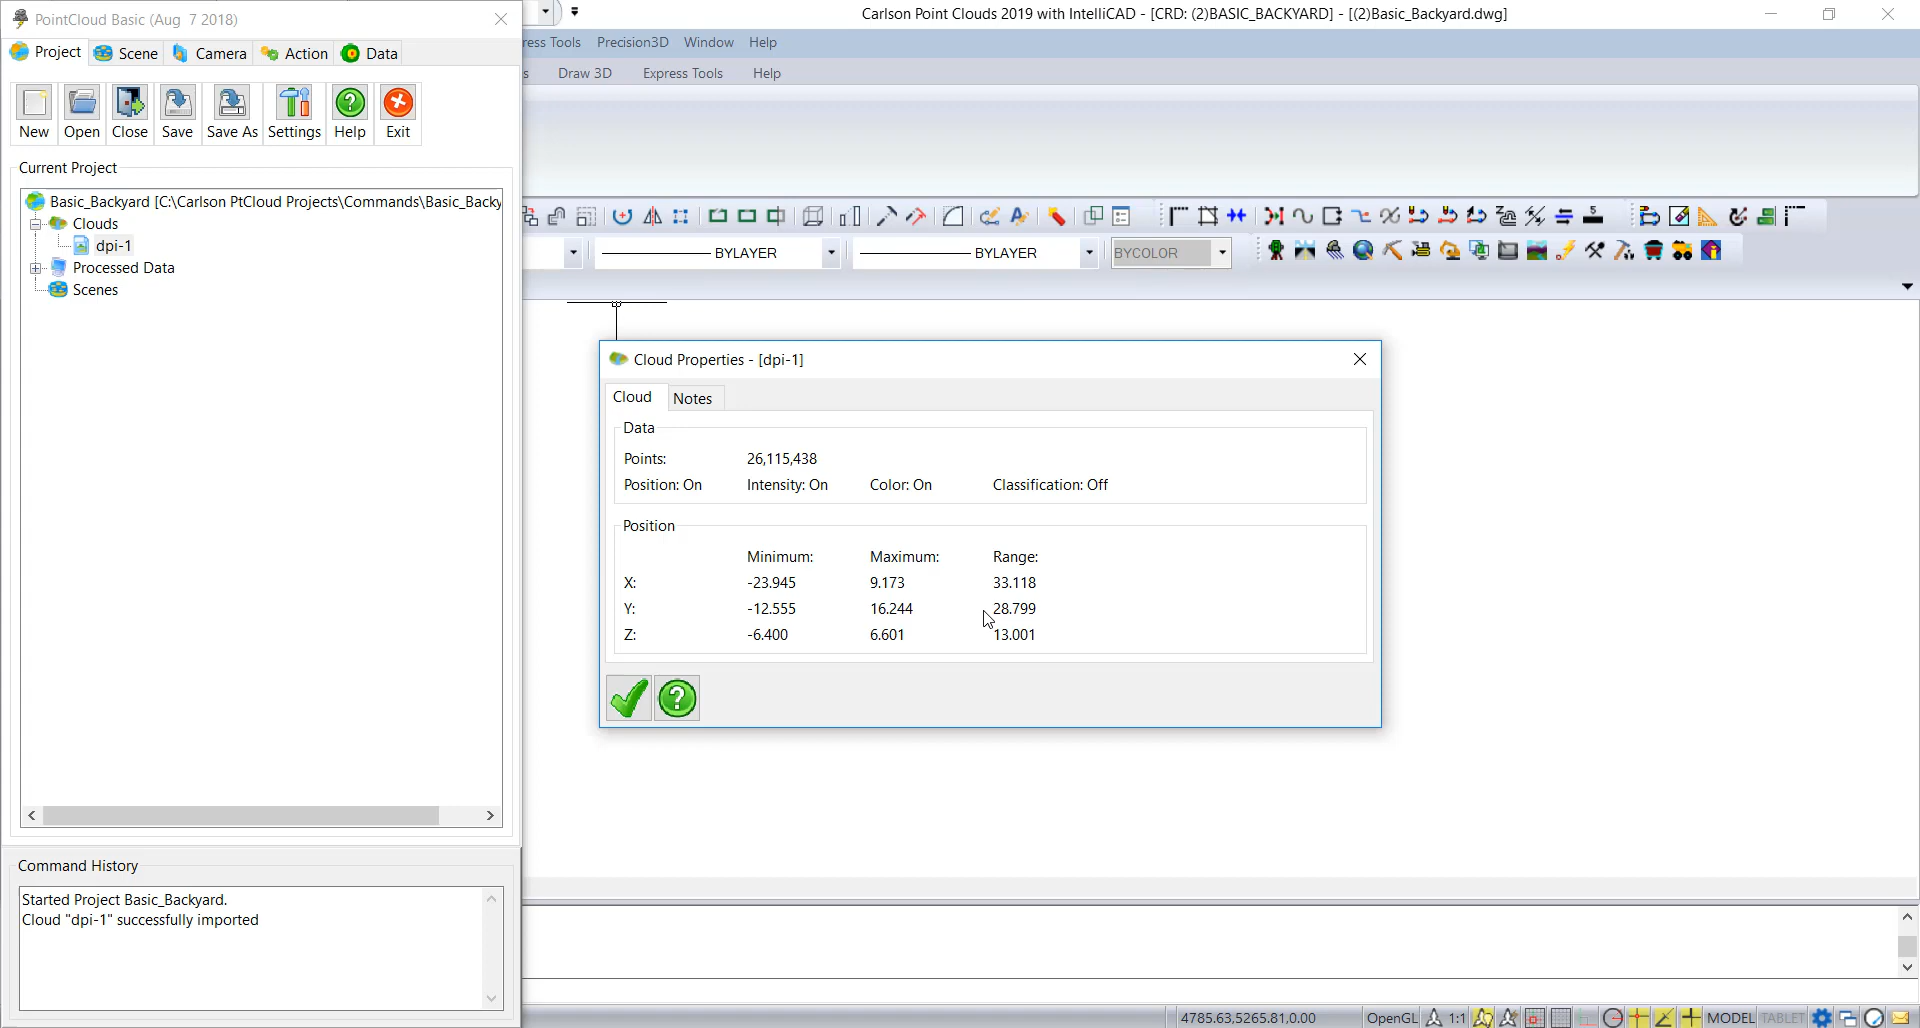 PointCloud Basic (Aug 7 2018)
Carlson Point Clouds 2019 with IntelliCAD - [CRD: (2)BASIC_BACKYARD] - [(2)Basic_Backyard.dwg]
Project Scene Camera Action Data
ress Tools Precision3D Window Help
s Draw 3D Express Tools Help
New Open Close Save Save As Settings Help Exit
Current Project
Basic_Backyard [C:\Carlson PtCloud Projects\Commands\Basic_Backy
Clouds
dpi-1
Processed Data
Scenes
BYLAYER BYLAYER BYCOLOR
Cloud Properties - [dpi-1]
Cloud Notes
Data
Points: 26,115,438
Position: On Intensity: On Color: On Classification: Off
Position
Minimum: Maximum: Range:
X: -23.945 9.173 33.118
Y: -12.555 16.244 28.799
Z: -6.400 6.601 13.001
Command History
Started Project Basic_Backyard.
Cloud "dpi-1" successfully imported
4785.63,5265.81,0.00 OpenGL 1:1 MODEL TABLET